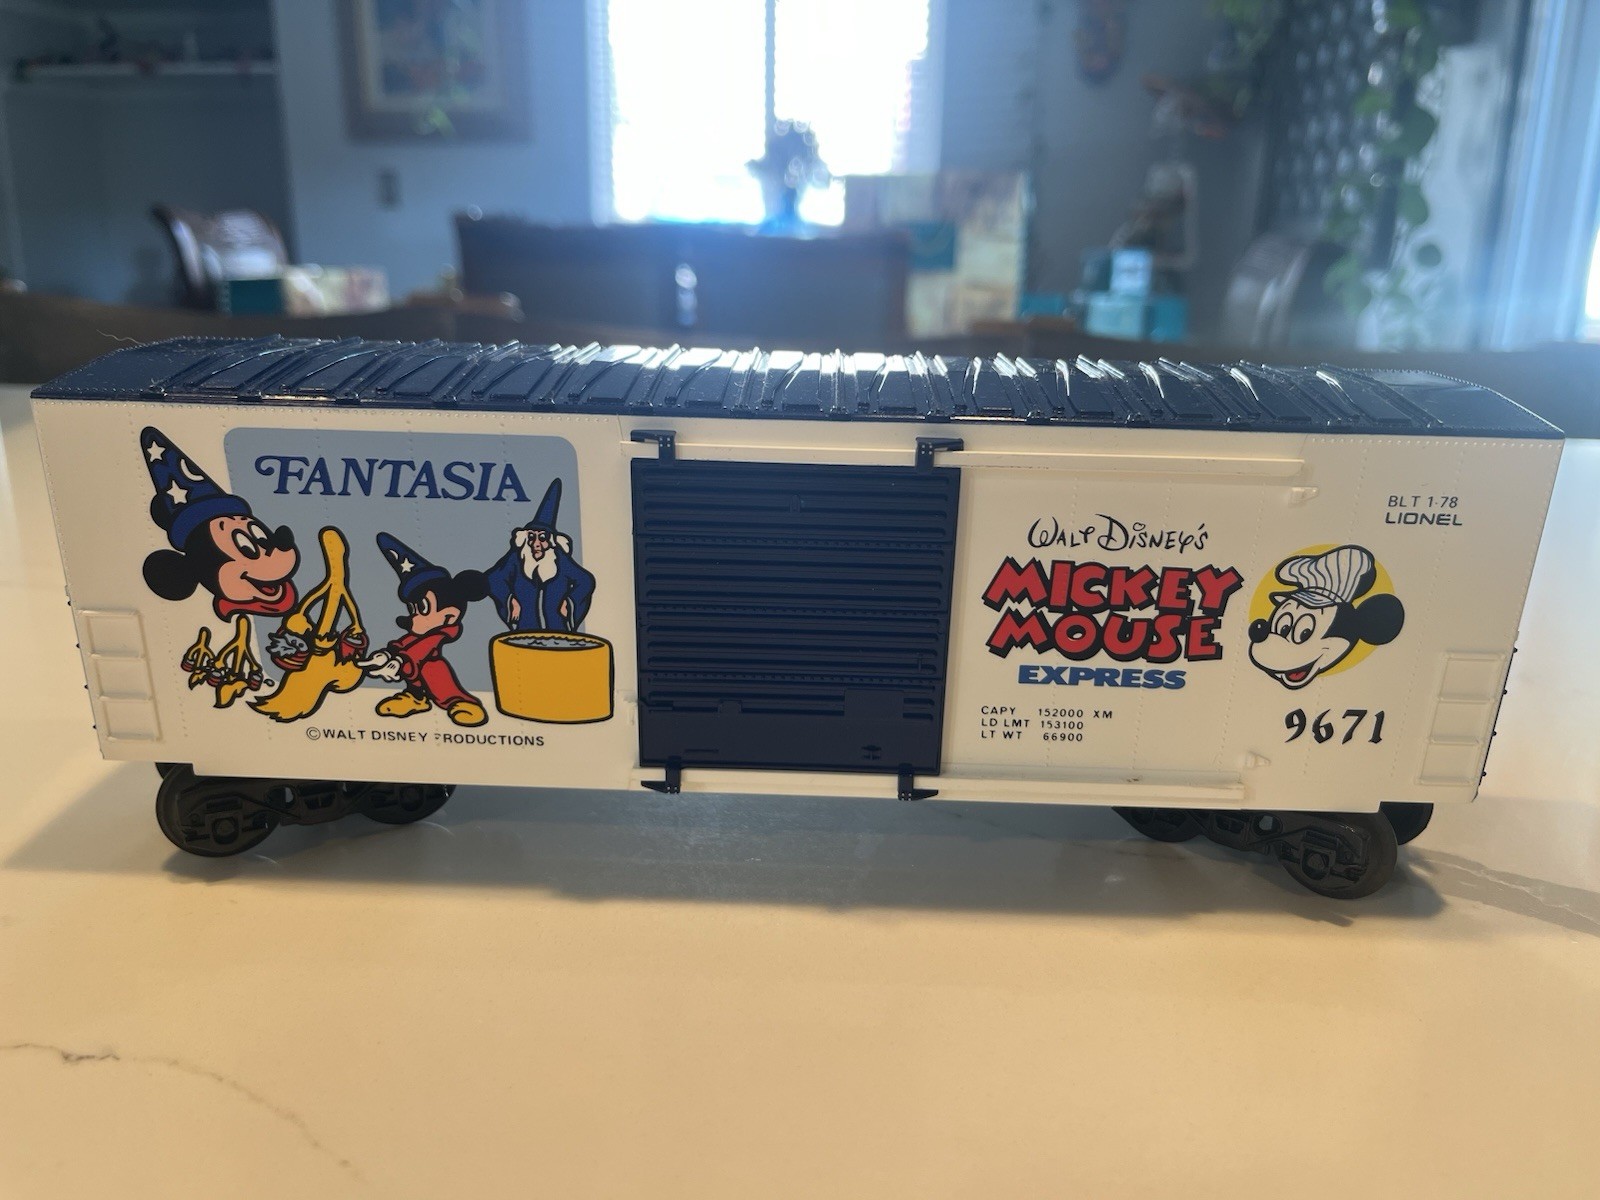 FANTASIA
©WALT DISNEY PRODUCTIONS
WALT DISNEY'S
MICKEY
MOUSE
EXPRESS
CAPY 152000 XM
LD LMT 153100
LT WT 66900
BLT 1-78
LIONEL
9671